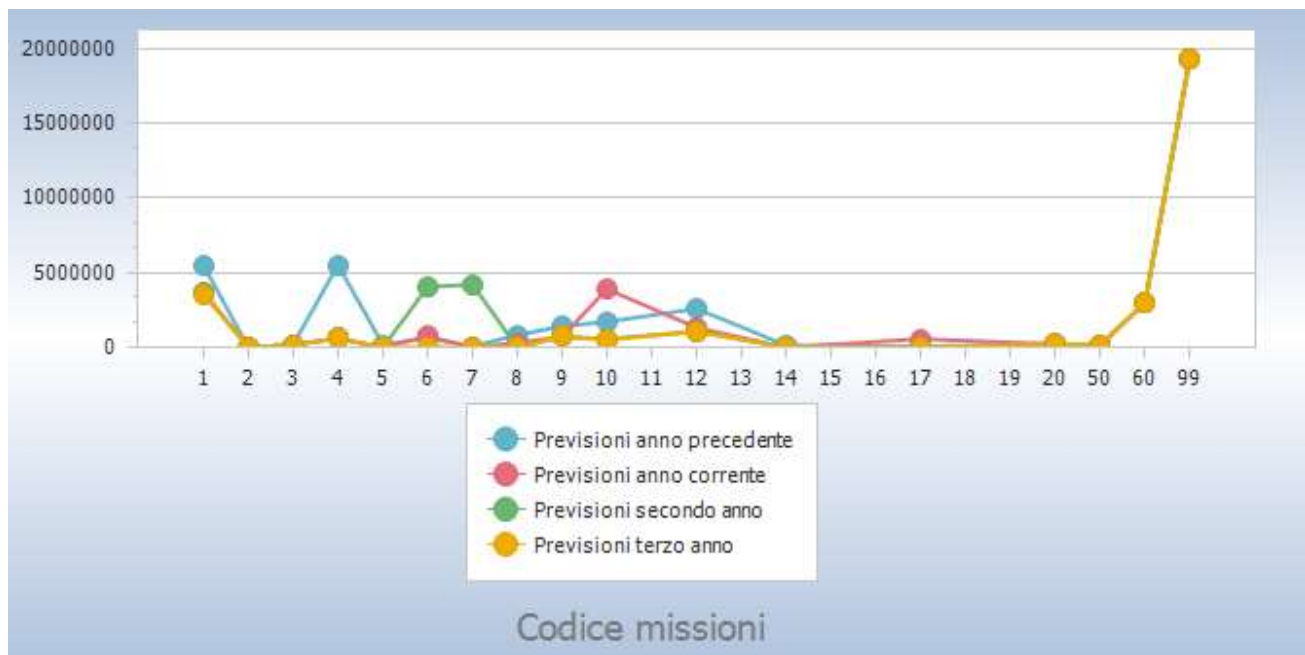 20000000
15000000
10000000
5000000
0
1 2 3 4 5 6 7 8 9 10 11 12 13 14 15 16 17 18 19 20 50 60 99
Previsioni anno precedente
Previsioni anno corrente
Previsioni secondo anno
Previsioni terzo anno
Codice missioni